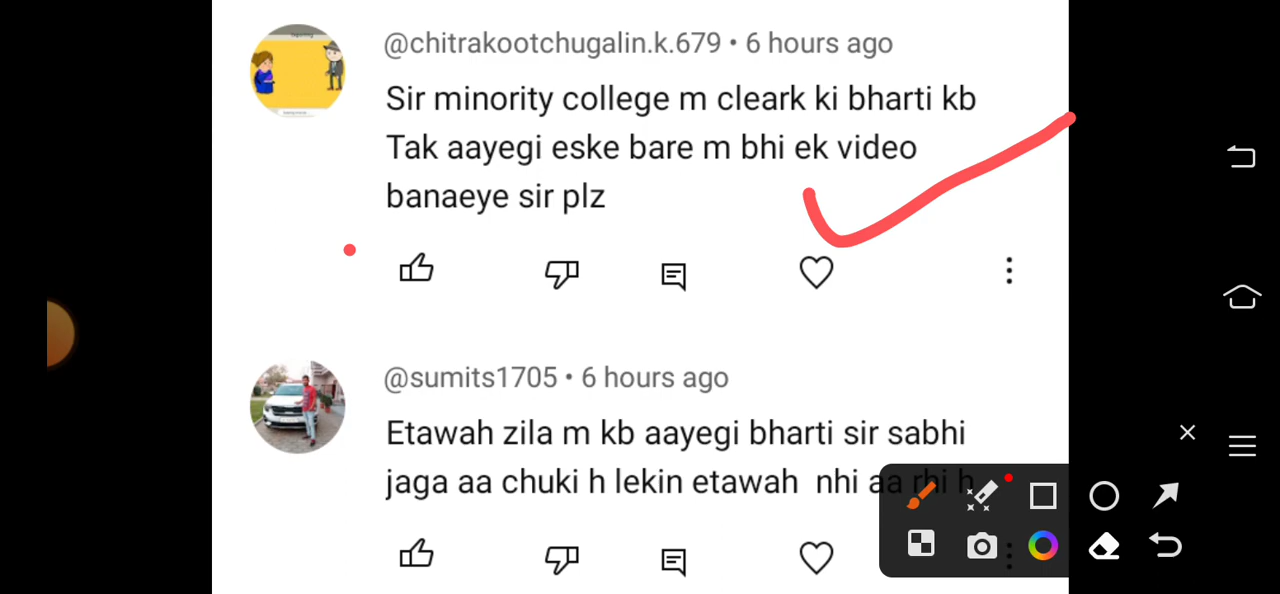 @chitrakootchugalin.k.679 • 6 hours ago
Sir minority college m cleark ki bharti kb
Tak aayegi eske bare m bhi ek video
banaeye sir plz
@sumits1705 • 6 hours ago
Etawah zila m kb aayegi bharti sir sabhi
jaga aa chuki h lekin etawah nhi aa rhi h